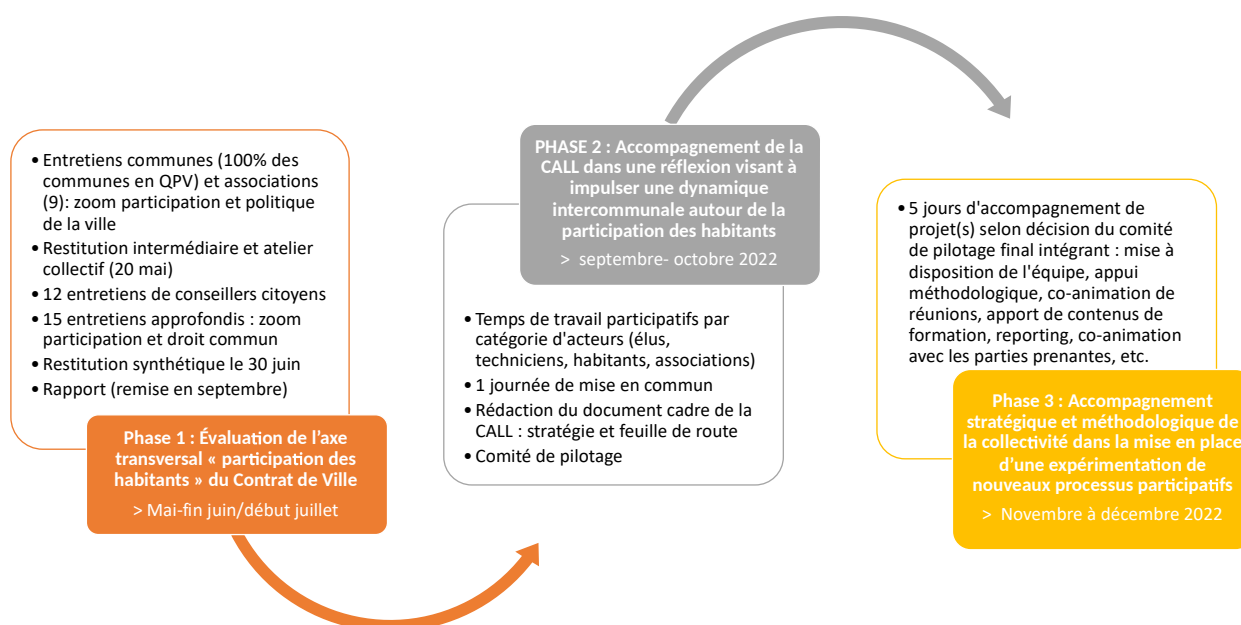 • Entretiens communes (100% des
communes en QPV) et associations
(9): zoom participation et politique
de la ville
• Restitution intermédiaire et atelier
collectif (20 mai)
• 12 entretiens de conseillers citoyens
• 15 entretiens approfondis : zoom
participation et droit commun
• Restitution synthétique le 30 juin
• Rapport (remise en septembre)
Phase 1 : Évaluation de l'axe
transversal « participation des
habitants » du Contrat de Ville
> Mai-fin juin/début juillet
PHASE 2 : Accompagnement de la
CALL dans une réflexion visant à
impulser une dynamique
intercommunale autour de la
participation des habitants
> septembre- octobre 2022
• Temps de travail participatifs par
catégorie d'acteurs (élus,
techniciens, habitants, associations)
• 1 journée de mise en commun
• Rédaction du document cadre de la
CALL : stratégie et feuille de route
• Comité de pilotage
• 5 jours d'accompagnement de
projet(s) selon décision du comité
de pilotage final intégrant : mise à
disposition de l'équipe, appui
méthodologique, co-animation de
réunions, apport de contenus de
formation, reporting, co-animation
avec les parties prenantes, etc.
Phase 3 : Accompagnement
stratégique et méthodologique de
la collectivité dans la mise en place
d'une expérimentation de
nouveaux processus participatifs
> Novembre à décembre 2022